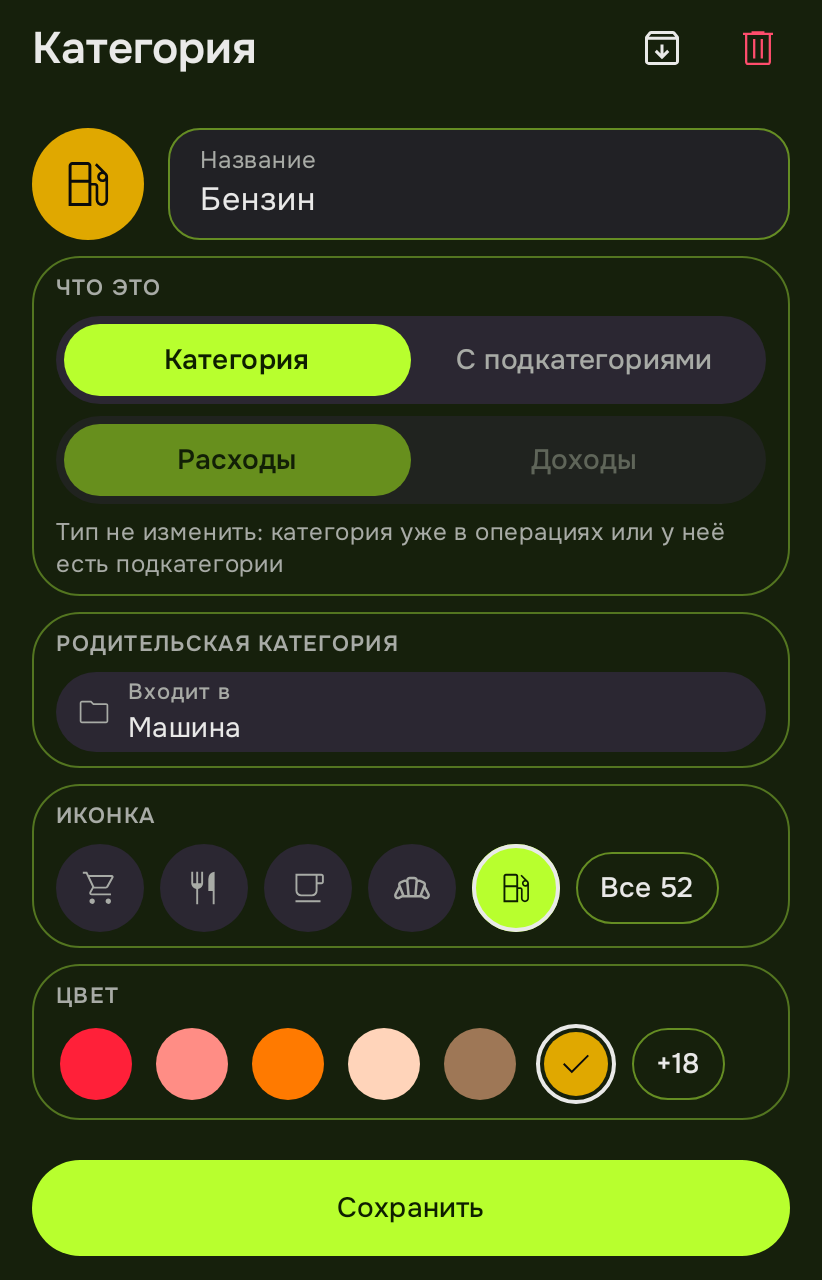 Категория
Название
Бензин
ЧТО ЭТО
Категория
С подкатегориями
Расходы
Доходы
Тип не изменить: категория уже в операциях или у неё
есть подкатегории
РОДИТЕЛЬСКАЯ КАТЕГОРИЯ
Входит в
Машина
ИКОНКА
Все 52
ЦВЕТ
+18
Сохранить